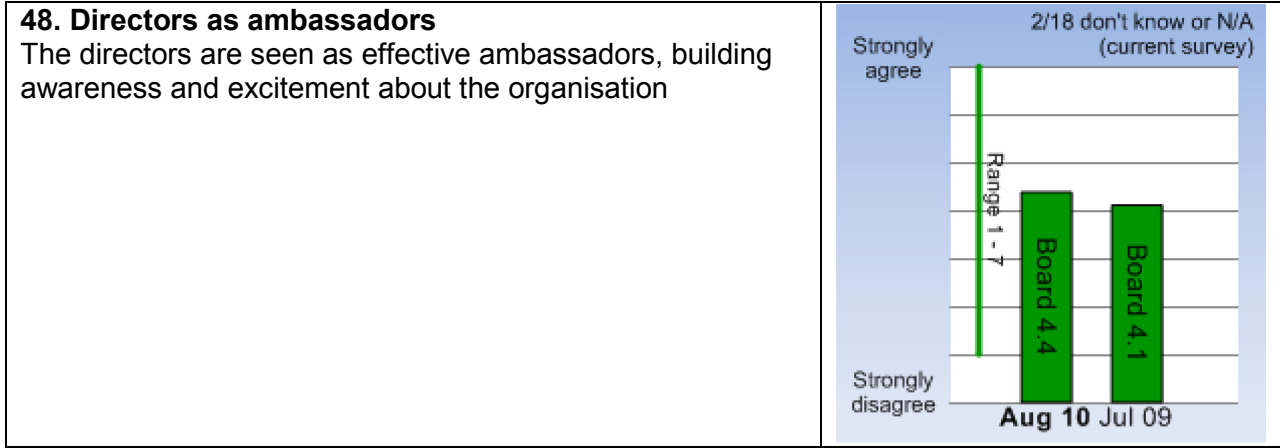 48. Directors as ambassadors
The directors are seen as effective ambassadors, building
awareness and excitement about the organisation
2/18 don't know or N/A
(current survey)
Strongly
agree
Range 1 - 7
Board 4.4
Board 4.1
Strongly
disagree
Aug 10 Jul 09